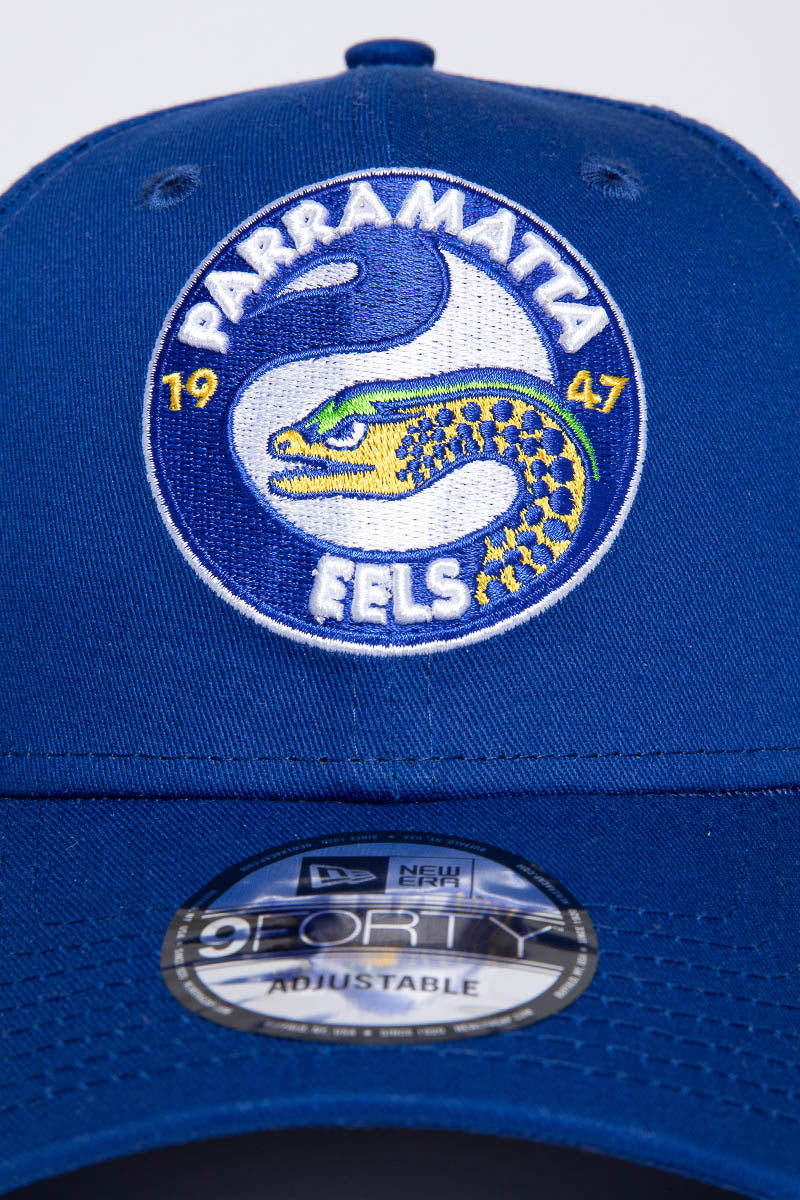 PARRAMATTA
19 47
EELS
NEW ERA
9FORTY
ADJUSTABLE